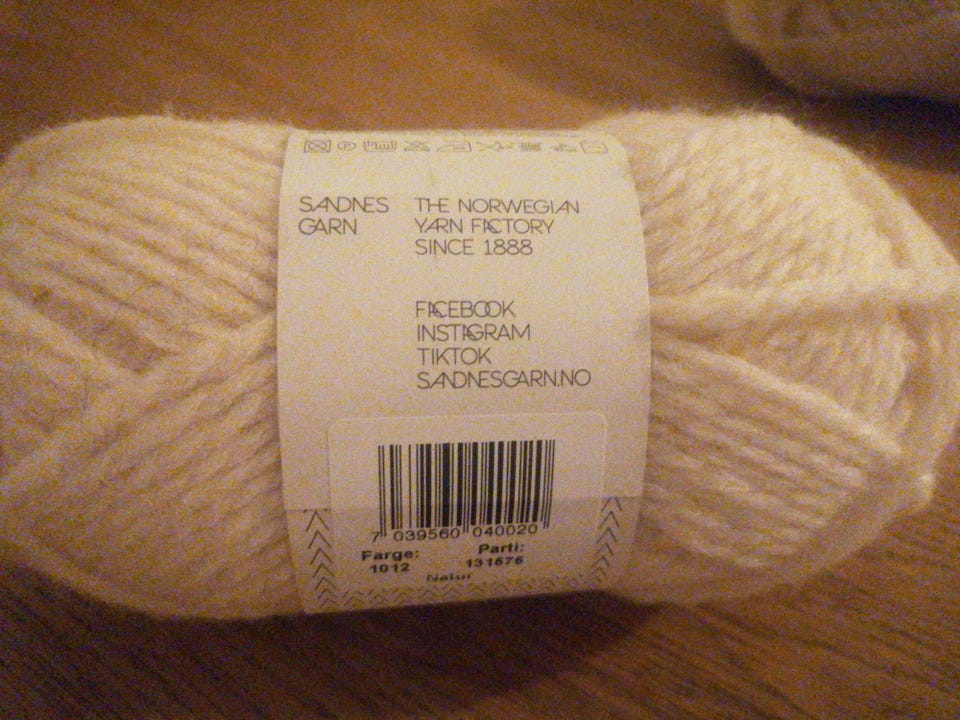 SANDNES
GARN
THE NORWEGIAN
YARN FACTORY
SINCE 1888
FACEBOOK
INSTAGRAM
TIKTOK
SANDNESGARN.NO
7 039560 040020
Farge: Parti:
1012 131575
Natur